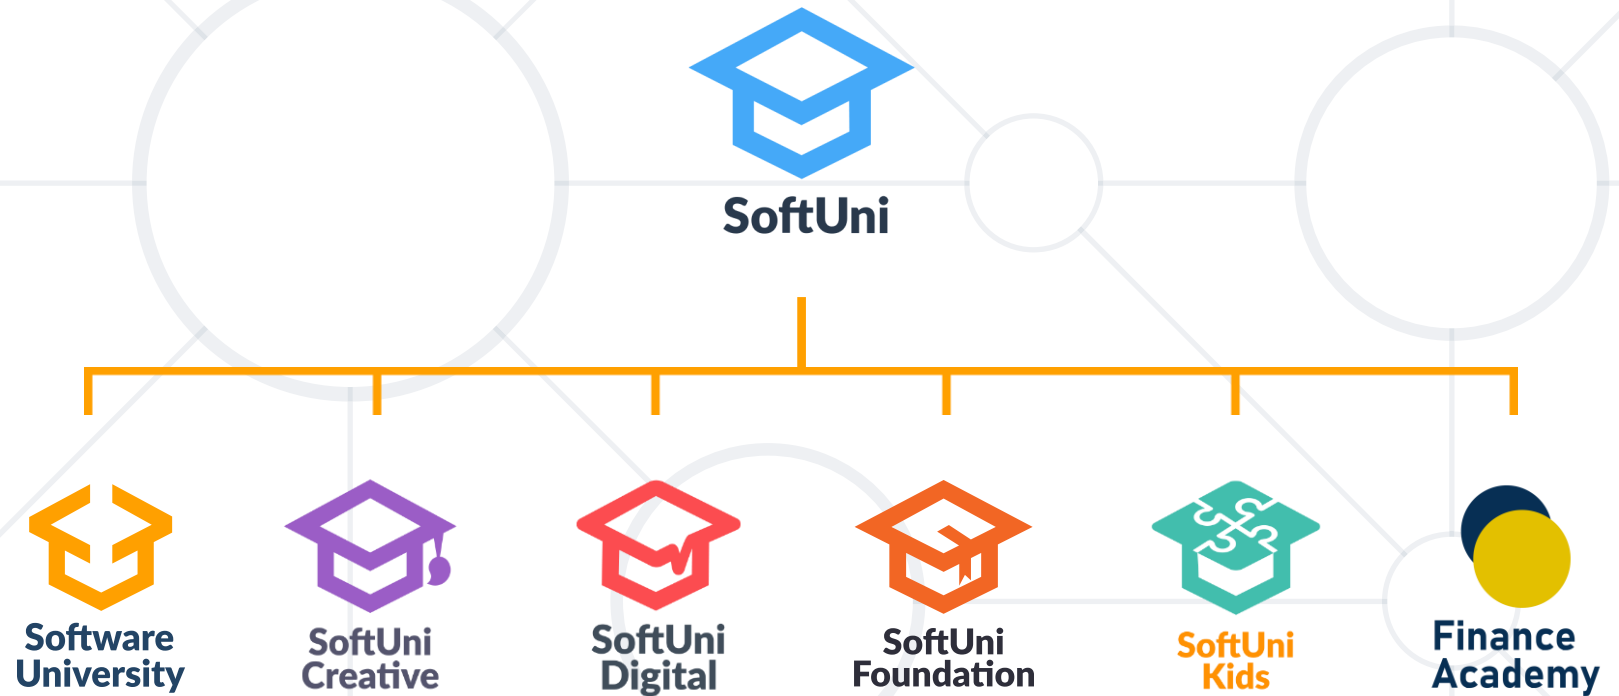 SoftUni
Software
University
SoftUni
Creative
SoftUni
Digital
SoftUni
Foundation
SoftUni
Kids
Finance
Academy